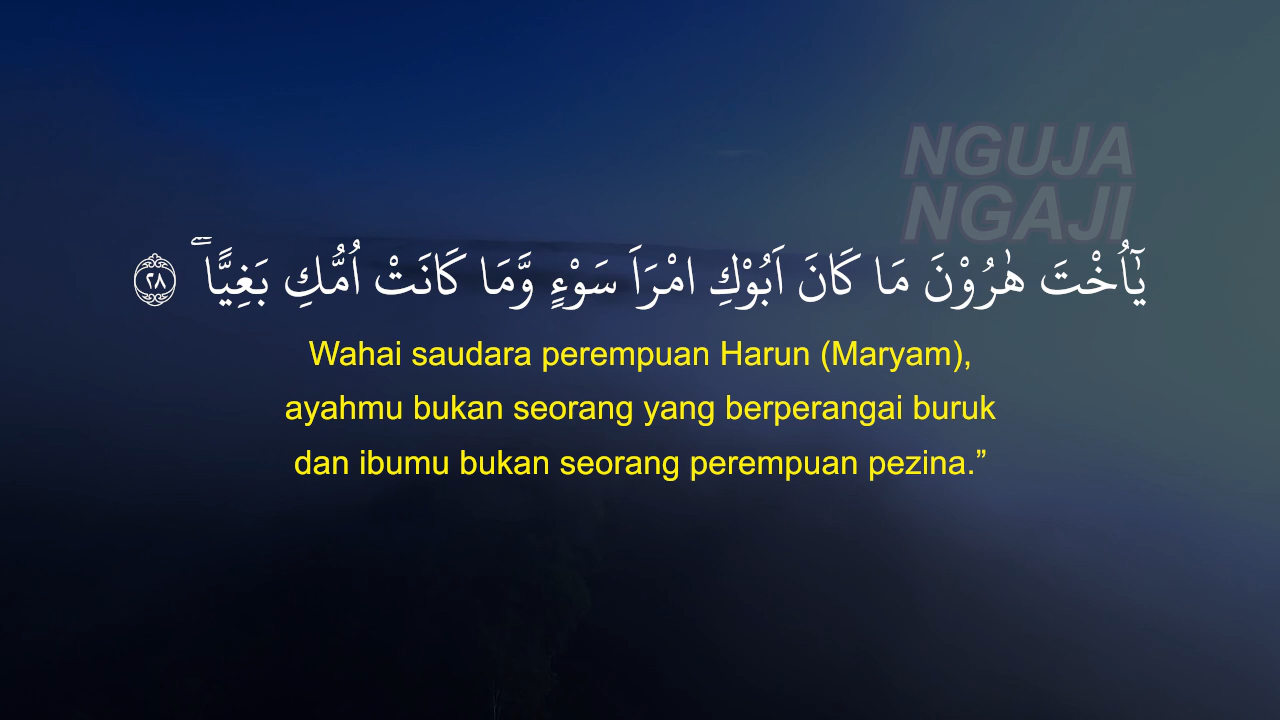 NGUJA
NGAJI
يٰٓاُخْتَ هٰرُوْنَ مَا كَانَ اَبُوْكِ امْرَاَ سَوْءٍ وَّمَا كَانَتْ اُمُّكِ بَغِيًّا ۖ ٢٨
Wahai saudara perempuan Harun (Maryam),
ayahmu bukan seorang yang berperangai buruk
dan ibumu bukan seorang perempuan pezina.”